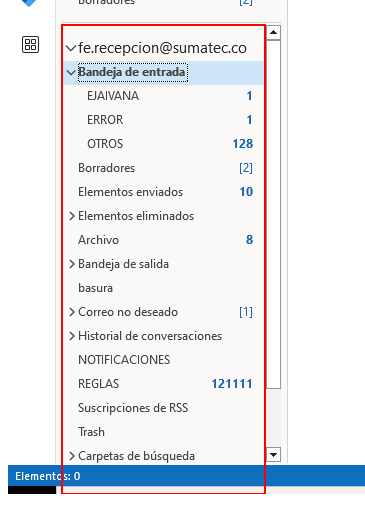 Borradores [2]
fe.recepcion@sumatec.co
Bandeja de entrada
EJAIVANA 1
ERROR 1
OTROS 128
Borradores [2]
Elementos enviados 10
Elementos eliminados
Archivo 8
Bandeja de salida
basura
Correo no deseado [1]
Historial de conversaciones
NOTIFICACIONES
REGLAS 121111
Suscripciones de RSS
Trash
Carpetas de búsqueda
Elementos: 0